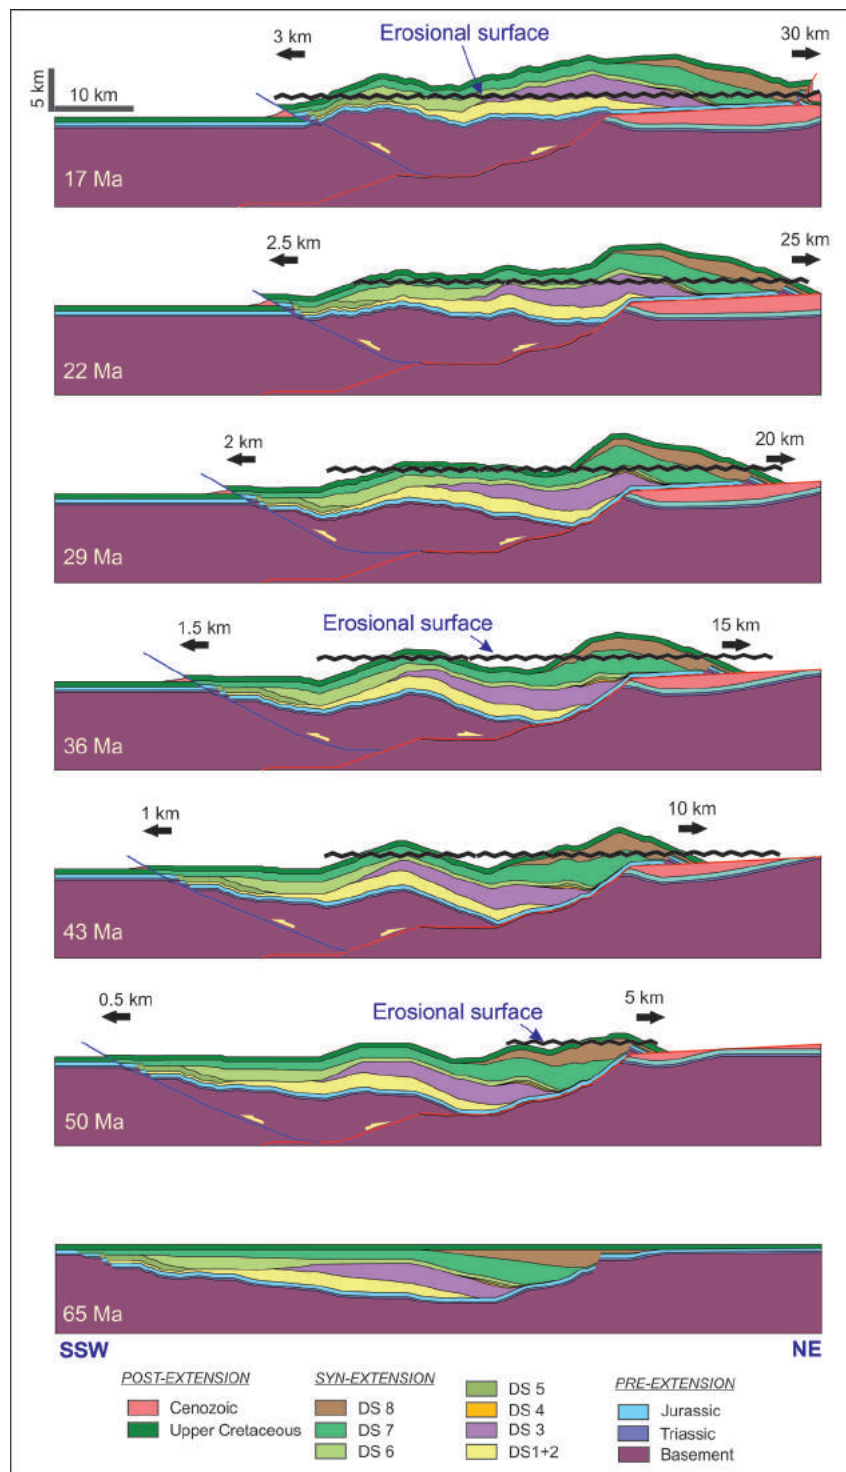 3 km
Erosional surface
30 km
5 km
10 km
17 Ma
2.5 km
25 km
22 Ma
2 km
20 km
29 Ma
1.5 km
Erosional surface
15 km
36 Ma
1 km
10 km
43 Ma
0.5 km
Erosional surface
5 km
50 Ma
65 Ma
SSW
NE
POST-EXTENSION
Cenozoic
Upper Cretaceous
SYN-EXTENSION
DS 8
DS 7
DS 6
DS 5
DS 4
DS 3
DS1+2
PRE-EXTENSION
Jurassic
Triassic
Basement